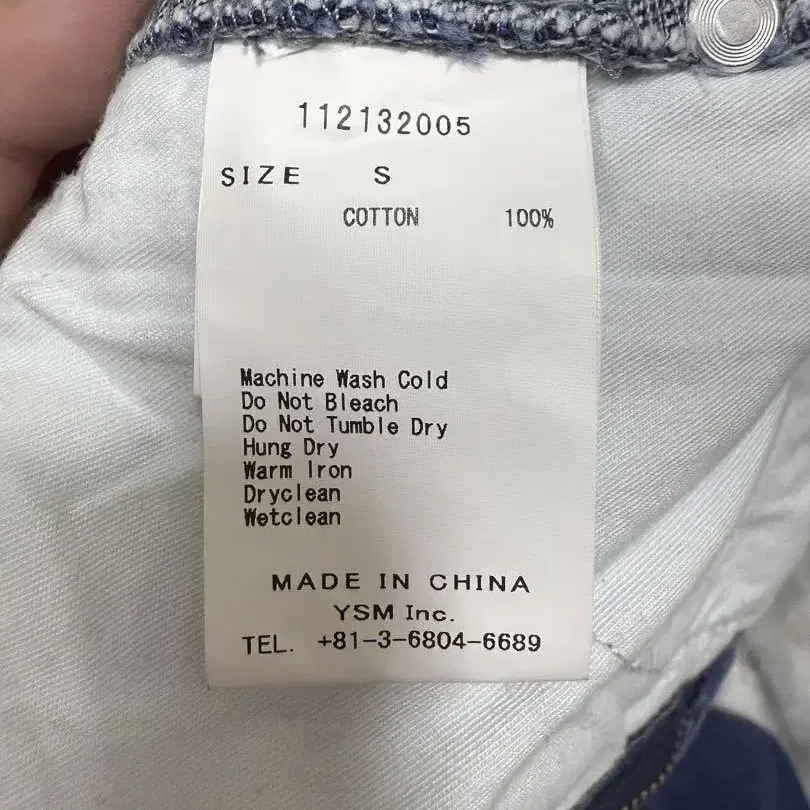 112132005
SIZE S
COTTON 100%
Machine Wash Cold
Do Not Bleach
Do Not Tumble Dry
Hung Dry
Warm Iron
Dryclean
Wetclean
MADE IN CHINA
YSM Inc.
TEL. +81-3-6804-6689